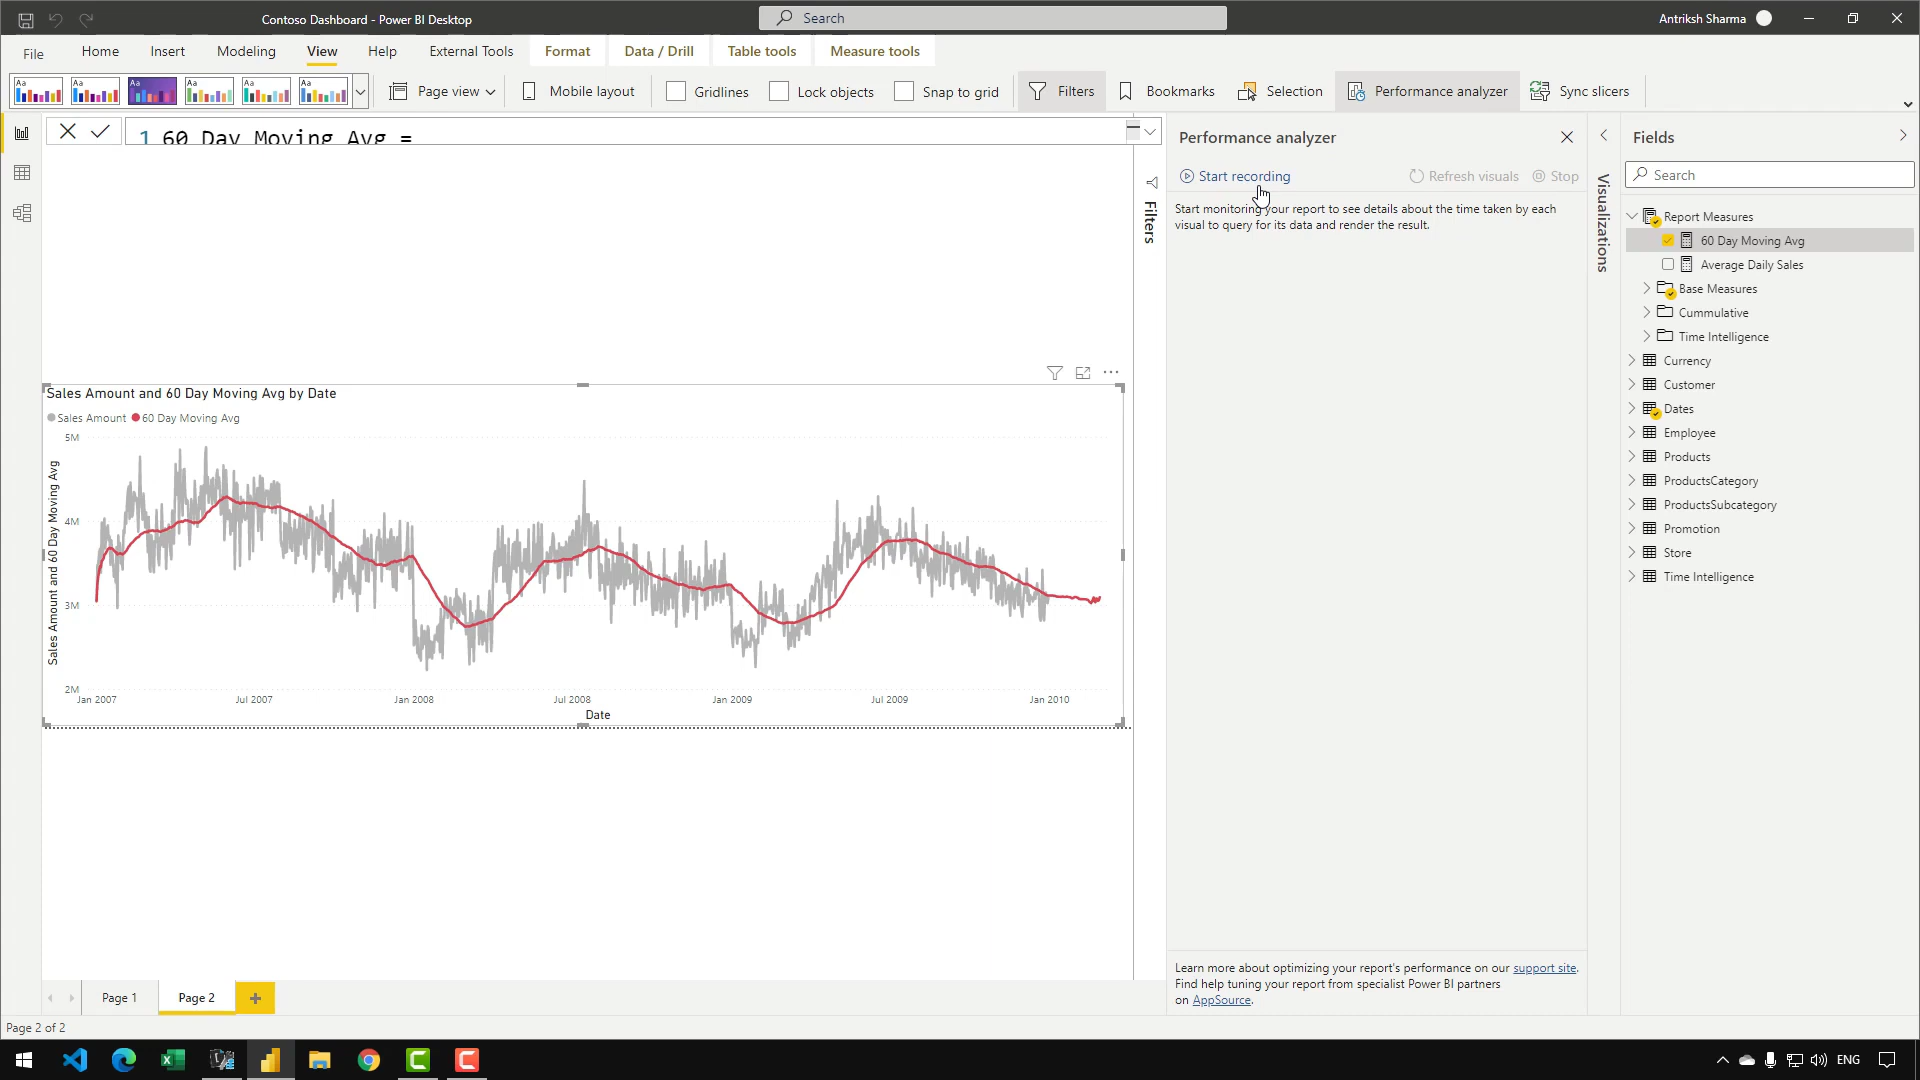 Contoso Dashboard - Power BI Desktop
Search
Antriksh Sharma
File
Home
Insert
Modeling
View
Help
External Tools
Format
Data / Drill
Table tools
Measure tools
Aa
Aa
Aa
Aa
Aa
Aa
Page view
Mobile layout
Gridlines
Lock objects
Snap to grid
Filters
Bookmarks
Selection
Performance analyzer
Sync slicers
1 60 Day Moving Avg =
Filters
Sales Amount and 60 Day Moving Avg by Date
Sales Amount
60 Day Moving Avg
Sales Amount and 60 Day Moving Avg
5M
4M
3M
2M
Jan 2007
Jul 2007
Jan 2008
Jul 2008
Jan 2009
Jul 2009
Jan 2010
Date
Performance analyzer
Start recording
Refresh visuals
Stop
Start monitoring your report to see details about the time taken by each
visual to query for its data and render the result.
Learn more about optimizing your report's performance on our support site.
Find help tuning your report from specialist Power BI partners
on AppSource.
Visualizations
Fields
Search
Report Measures
60 Day Moving Avg
Average Daily Sales
Base Measures
Cummulative
Time Intelligence
Currency
Customer
Dates
Employee
Products
ProductsCategory
ProductsSubcategory
Promotion
Store
Time Intelligence
Page 1
Page 2
Page 2 of 2
ENG